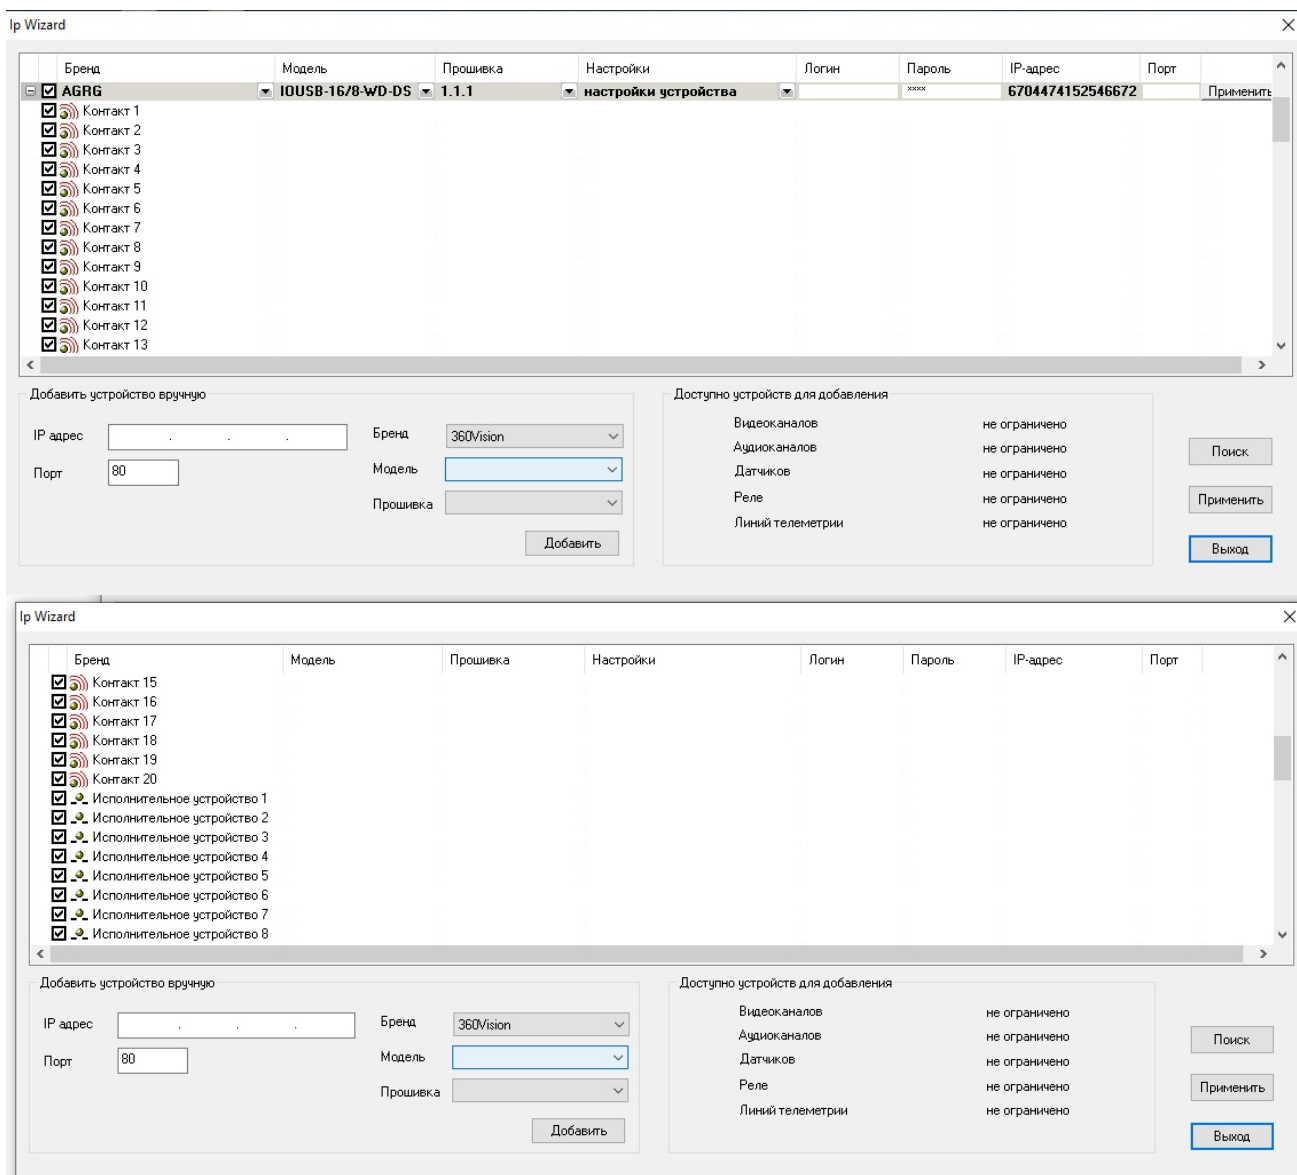 Ip Wizard
Бренд Модель Прошивка Настройки Логин Пароль IP-адрес Порт
AGRG IOUSB-16/8-WD-DS 1.1.1 настройки устройства **** 6704474152546672 Применить
Контакт 1
Контакт 2
Контакт 3
Контакт 4
Контакт 5
Контакт 6
Контакт 7
Контакт 8
Контакт 9
Контакт 10
Контакт 11
Контакт 12
Контакт 13
Добавить устройство вручную
IP адрес . . .
Порт 80
Бренд 360Vision
Модель
Прошивка
Добавить
Доступно устройств для добавления
Видеоканалов не ограничено
Аудиоканалов не ограничено
Датчиков не ограничено
Реле не ограничено
Линий телеметрии не ограничено
Поиск
Применить
Выход
Ip Wizard
Бренд Модель Прошивка Настройки Логин Пароль IP-адрес Порт
Контакт 15
Контакт 16
Контакт 17
Контакт 18
Контакт 19
Контакт 20
Исполнительное устройство 1
Исполнительное устройство 2
Исполнительное устройство 3
Исполнительное устройство 4
Исполнительное устройство 5
Исполнительное устройство 6
Исполнительное устройство 7
Исполнительное устройство 8
Добавить устройство вручную
IP адрес . . .
Порт 80
Бренд 360Vision
Модель
Прошивка
Добавить
Доступно устройств для добавления
Видеоканалов не ограничено
Аудиоканалов не ограничено
Датчиков не ограничено
Реле не ограничено
Линий телеметрии не ограничено
Поиск
Применить
Выход